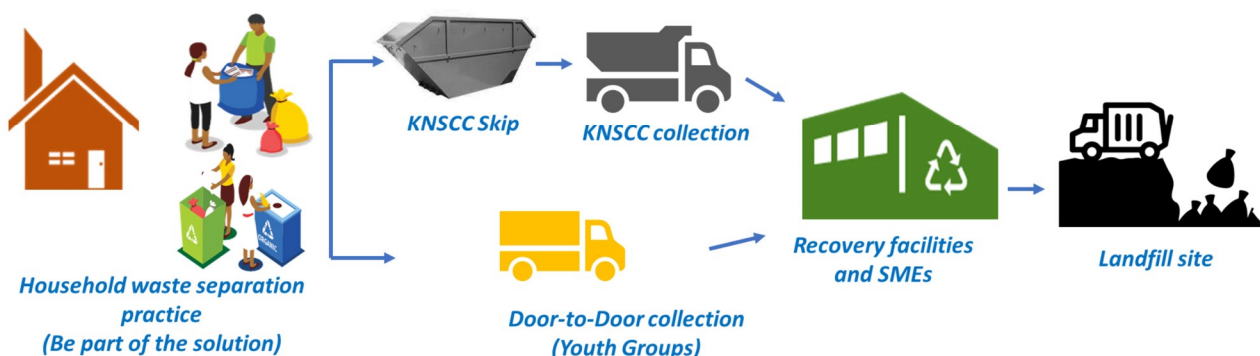 KNSCC Skip
KNSCC collection
ORGANIC
Household waste separation
practice
(Be part of the solution)
Door-to-Door collection
(Youth Groups)
Recovery facilities
and SMEs
Landfill site